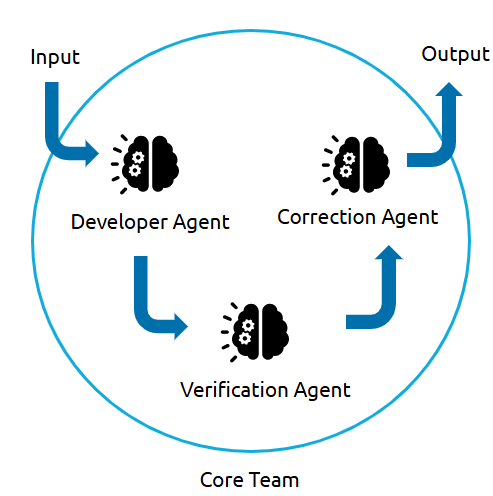 Input
Output
Developer Agent
Correction Agent
Verification Agent
Core Team